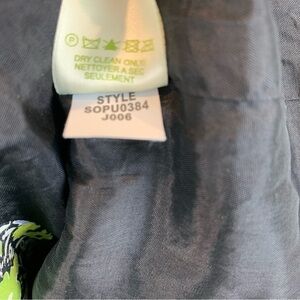 P
DRY CLEAN ONLY
NETTOYER A SEC
SEULEMENT
STYLE
SOPU0384
J006